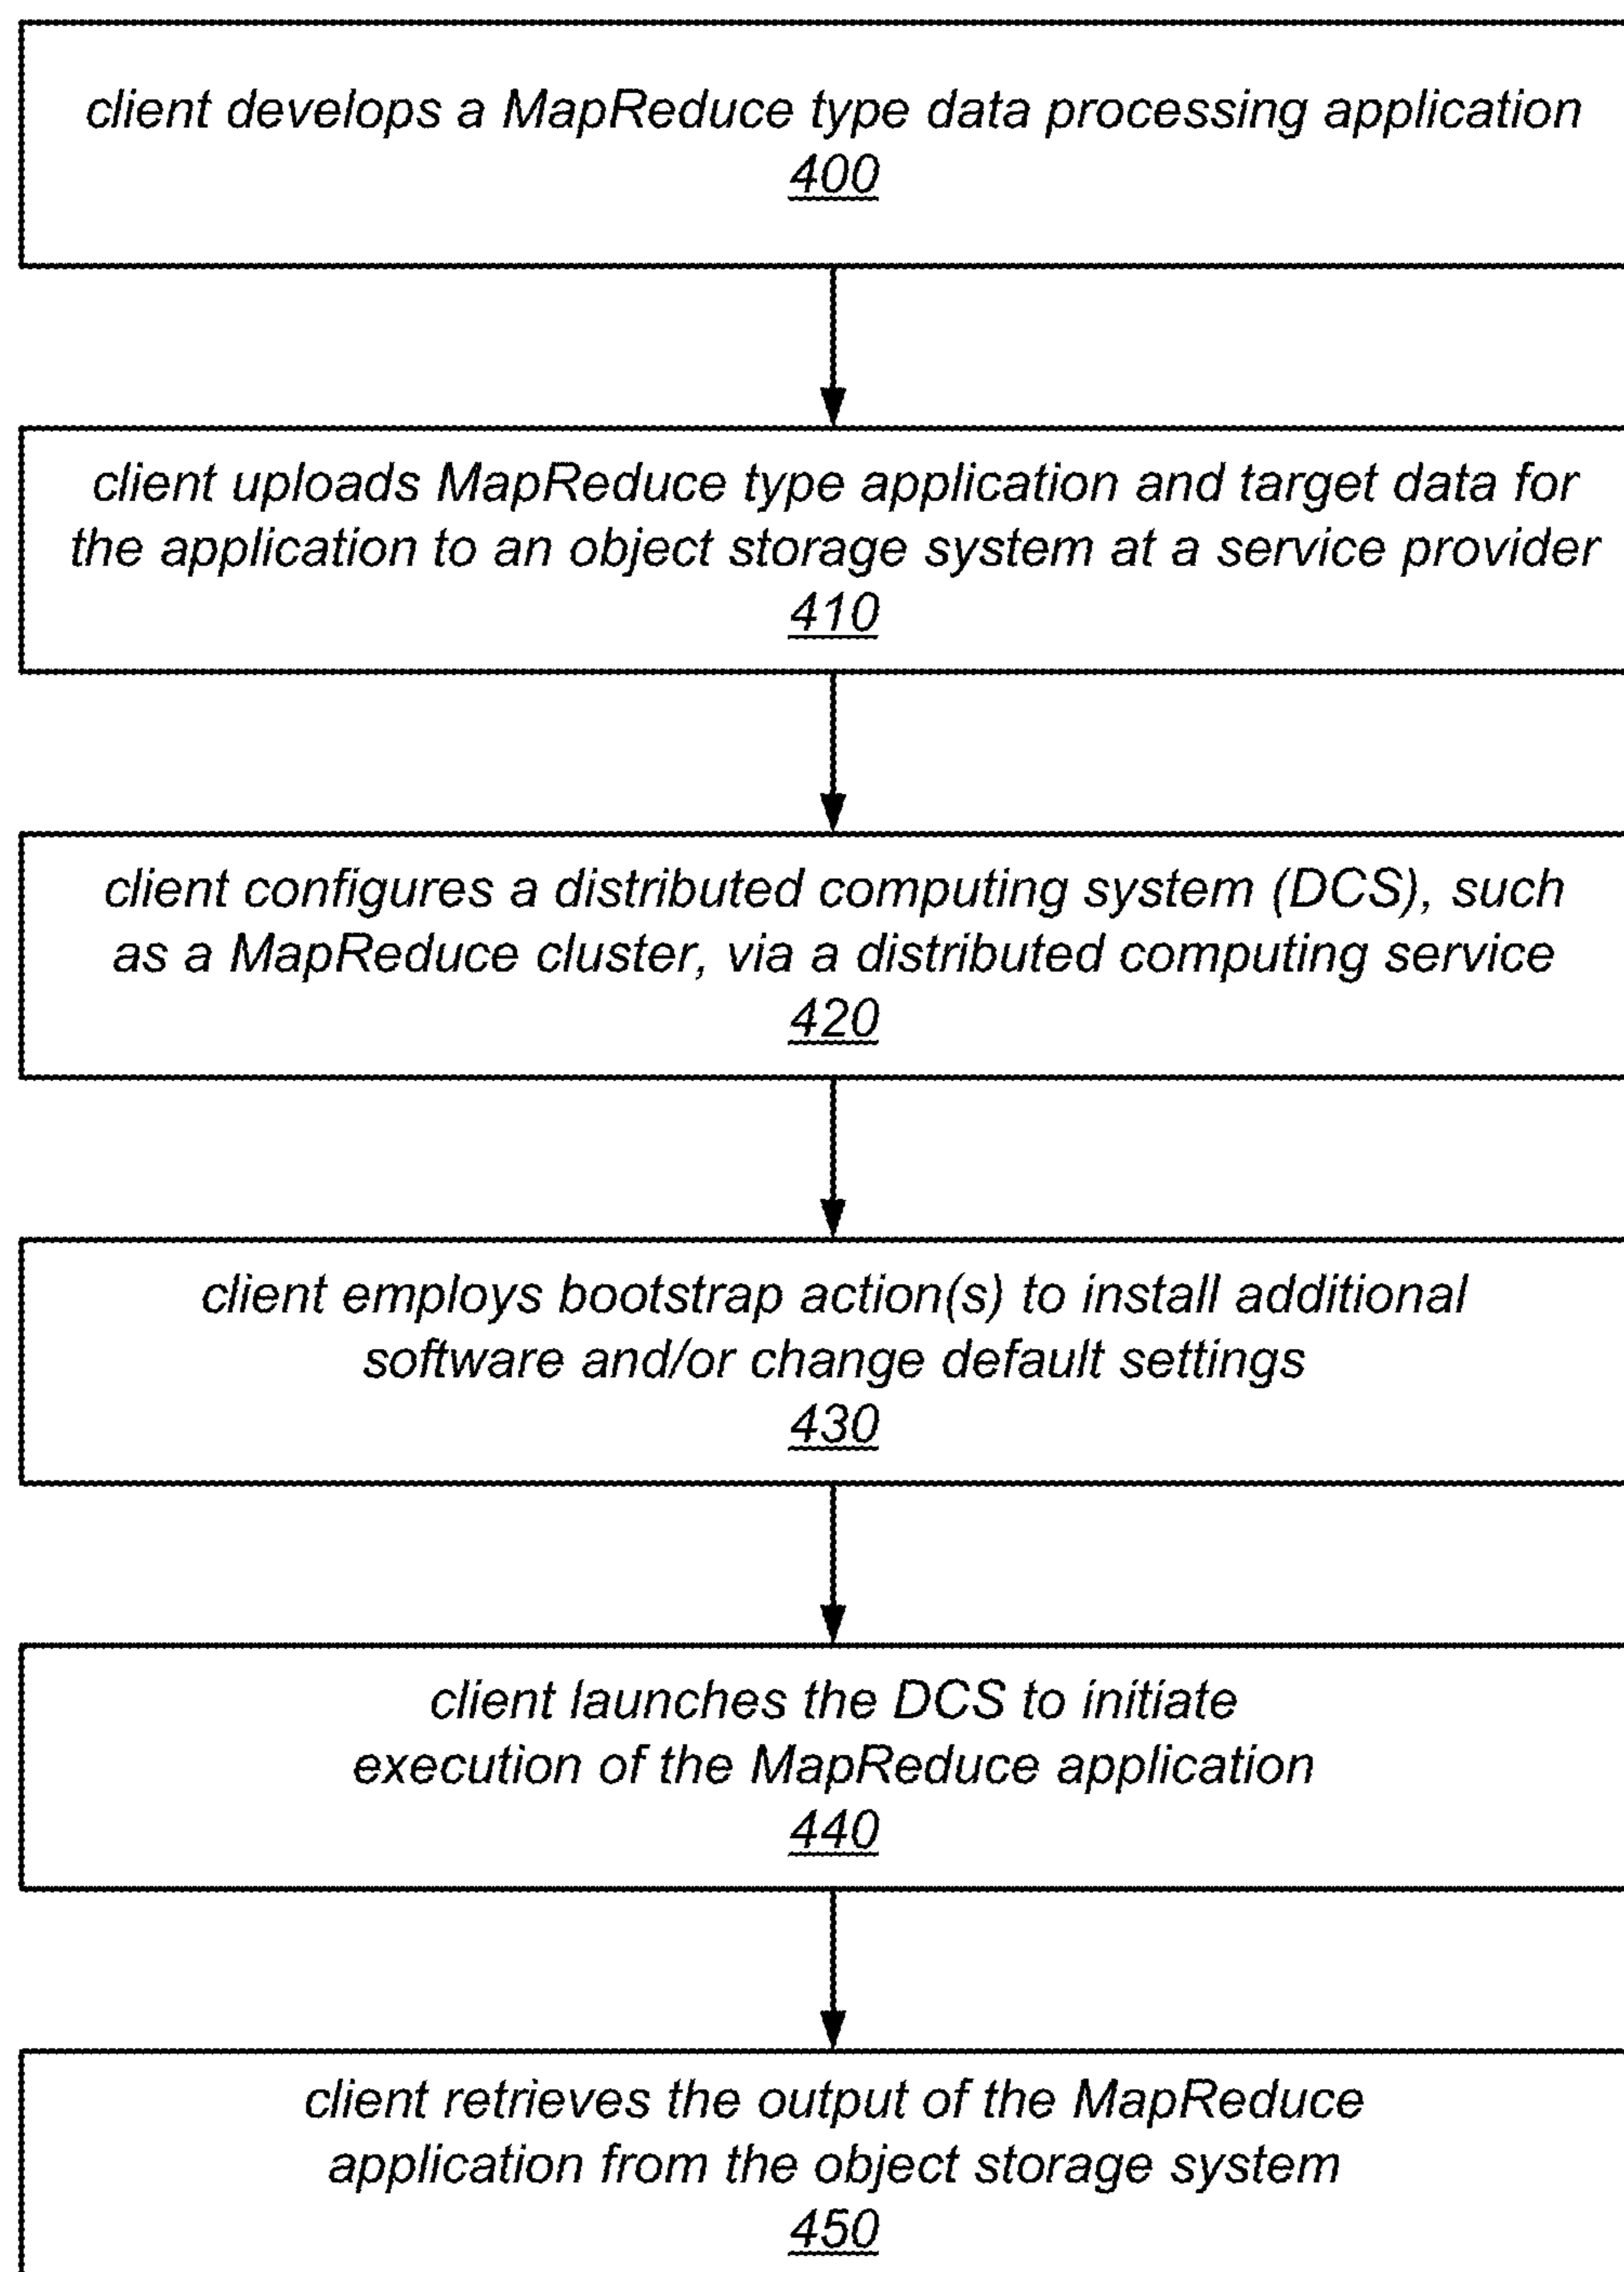 client develops a MapReduce type data processing application
400
client uploads MapReduce type application and target data for
the application to an object storage system at a service provider
410
client configures a distributed computing system (DCS), such
as a MapReduce cluster, via a distributed computing service
420
client employs bootstrap action(s) to install additional
software and/or change default settings
430
client launches the DCS to initiate
execution of the MapReduce application
440
client retrieves the output of the MapReduce
application from the object storage system
450